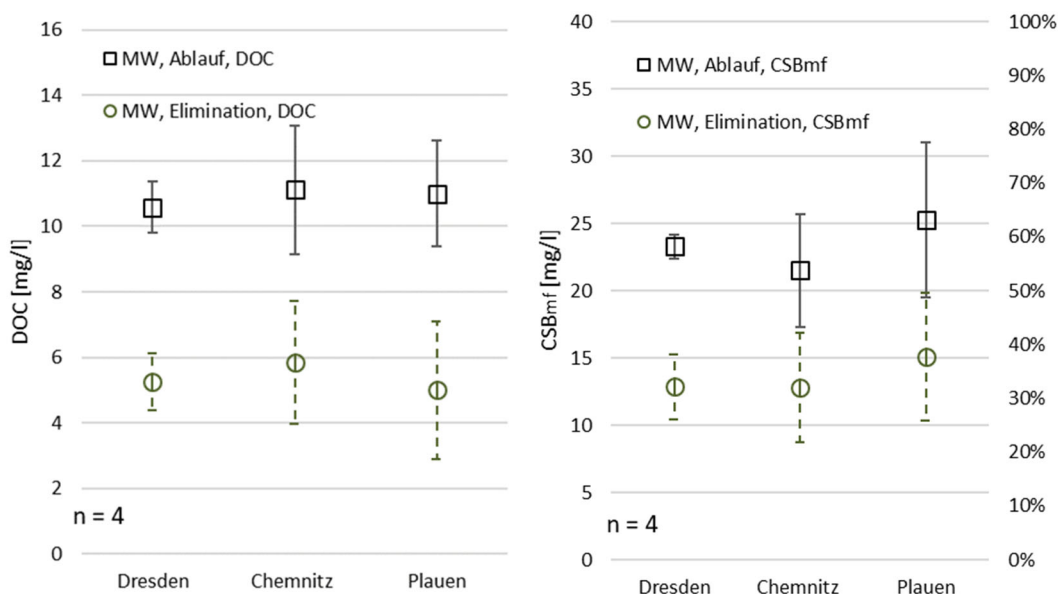 16
14
12
10
8
6
4
2
0
DOC [mg/l]
MW, Ablauf, DOC
MW, Elimination, DOC
n = 4
Dresden Chemnitz Plauen
40
35
30
25
20
15
10
5
0
CSBmf [mg/l]
MW, Ablauf, CSBmf
MW, Elimination, CSBmf
n = 4
Dresden Chemnitz Plauen
100%
90%
80%
70%
60%
50%
40%
30%
20%
10%
0%